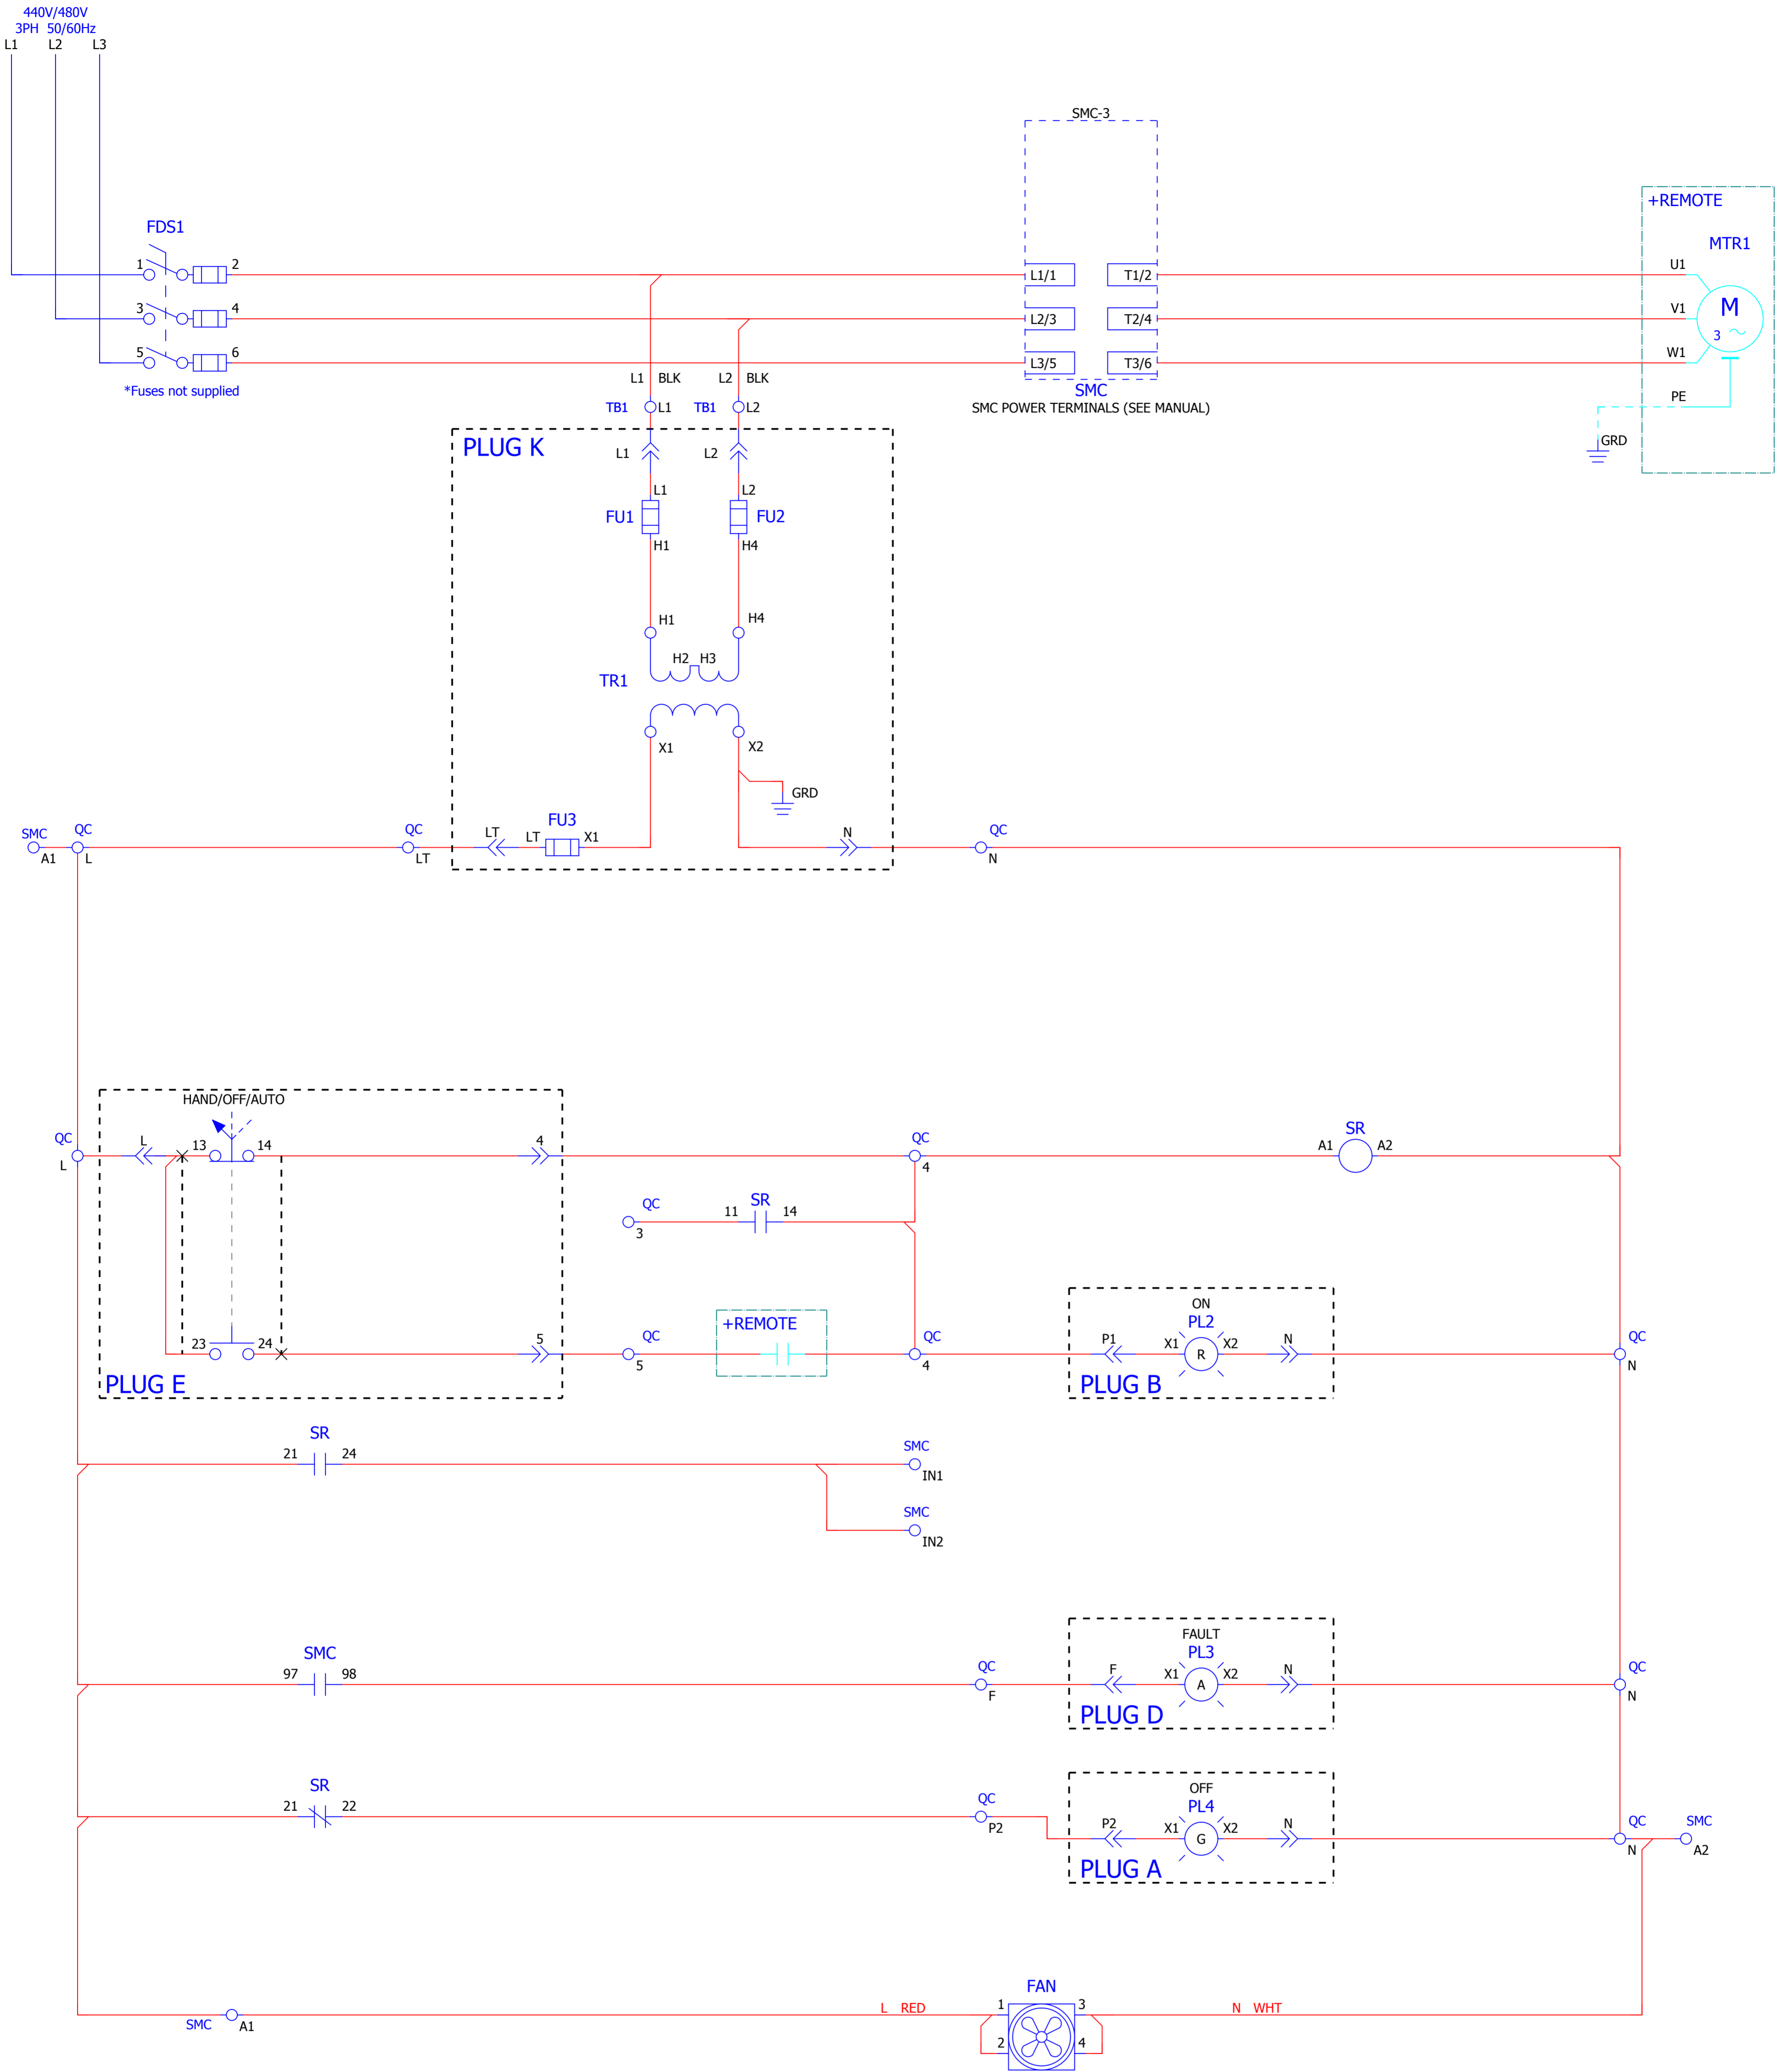 440V/480V
3PH 50/60Hz
L1 L2 L3
SMC-3
+REMOTE
MTR1
FDS1
1 2
L1/1 T1/2
U1
3 4
L2/3 T2/4
V1
M
3
5 6
L3/5 T3/6
W1
*Fuses not supplied
L1 BLK L2 BLK
SMC
SMC POWER TERMINALS (SEE MANUAL)
PE
TB1 L1 TB1 L2
GRD
PLUG K
L1 L2
L1 L2
FU1 FU2
H1 H4
H1 H4
H2 H3
TR1
X1 X2
GRD
FU3
SMC QC QC LT LT X1 N QC
A1 L LT N
HAND/OFF/AUTO
QC L 13 14 4 QC SR
A1 A2
L 4
QC 11 SR 14
3
ON
+REMOTE PL2
23 24 5 QC QC P1 X1 X2 N QC
R
5 4 N
PLUG E PLUG B
SR
21 24 SMC
IN1
SMC
IN2
FAULT
SMC PL3
97 98 QC F X1 X2 N QC
A
F N
PLUG D
SR OFF
21 22 QC PL4
P2 P2 X1 X2 N QC SMC
G
N A2
PLUG A
FAN
L RED 1 3 N WHT
SMC A1
2 4